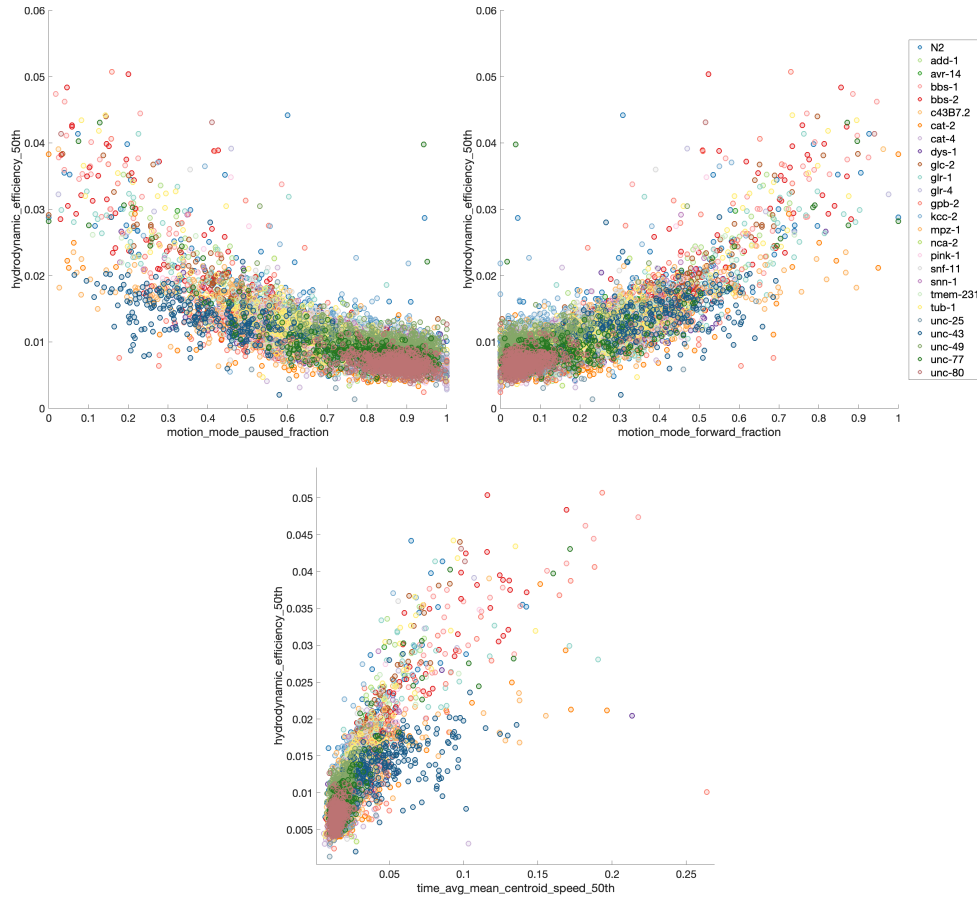 0.06
0.05
0.04
0.03
0.02
0.01
0
hydrodynamic_efficiency_50th
0 0.1 0.2 0.3 0.4 0.5 0.6 0.7 0.8 0.9 1
motion_mode_paused_fraction
0.06
0.05
0.04
0.03
0.02
0.01
0
hydrodynamic_efficiency_50th
0 0.1 0.2 0.3 0.4 0.5 0.6 0.7 0.8 0.9 1
motion_mode_forward_fraction
N2
add-1
avr-14
bbs-1
bbs-2
c43B7.2
cat-2
cat-4
dys-1
glc-2
glr-1
glr-4
gpb-2
kcc-2
mpz-1
nca-2
pink-1
snf-11
snn-1
tmem-231
tub-1
unc-25
unc-43
unc-49
unc-77
unc-80
0.05
0.045
0.04
0.035
0.03
0.025
0.02
0.015
0.01
0.005
hydrodynamic_efficiency_50th
0.05 0.1 0.15 0.2 0.25
time_avg_mean_centroid_speed_50th